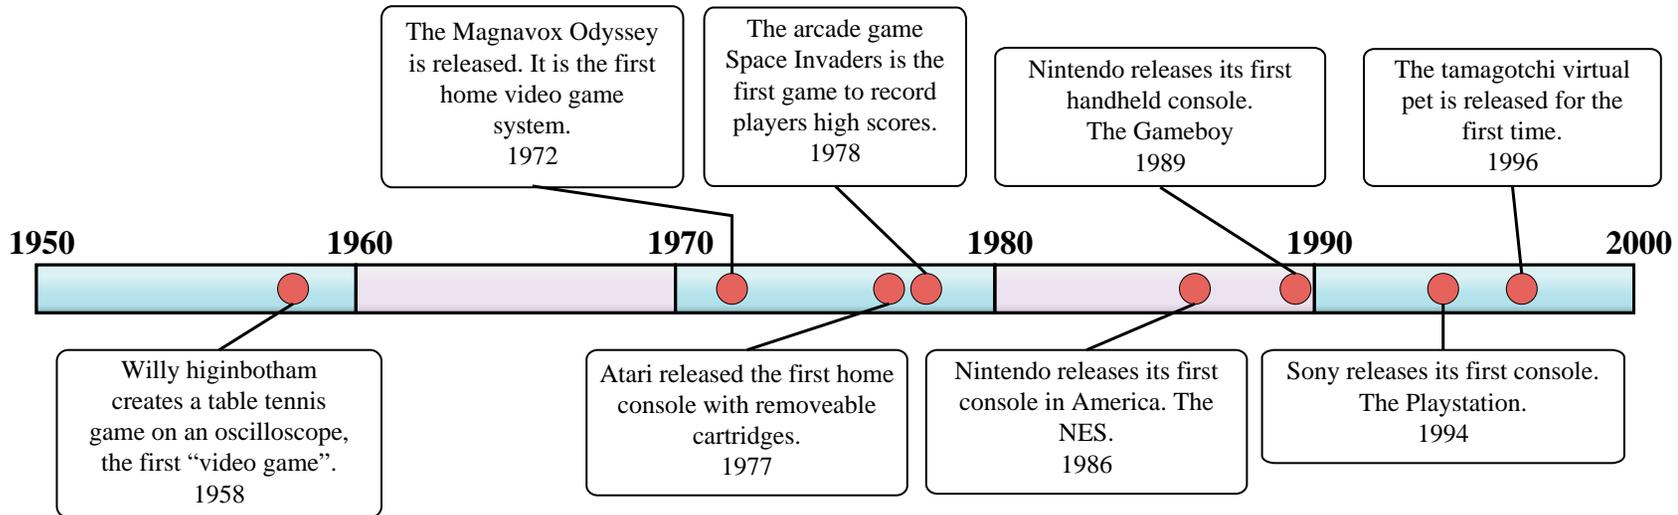 The Magnavox Odyssey
is released. It is the first
home video game
system.
1972
The arcade game
Space Invaders is the
first game to record
players high scores.
1978
Nintendo releases its first
handheld console.
The Gameboy
1989
The tamagotchi virtual
pet is released for the
first time.
1996
1950
1960
1970
1980
1990
2000
Willy higinbotham
creates a table tennis
game on an oscilloscope,
the first “video game”.
1958
Atari released the first home
console with removeable
cartridges.
1977
Nintendo releases its first
console in America. The
NES.
1986
Sony releases its first console.
The Playstation.
1994